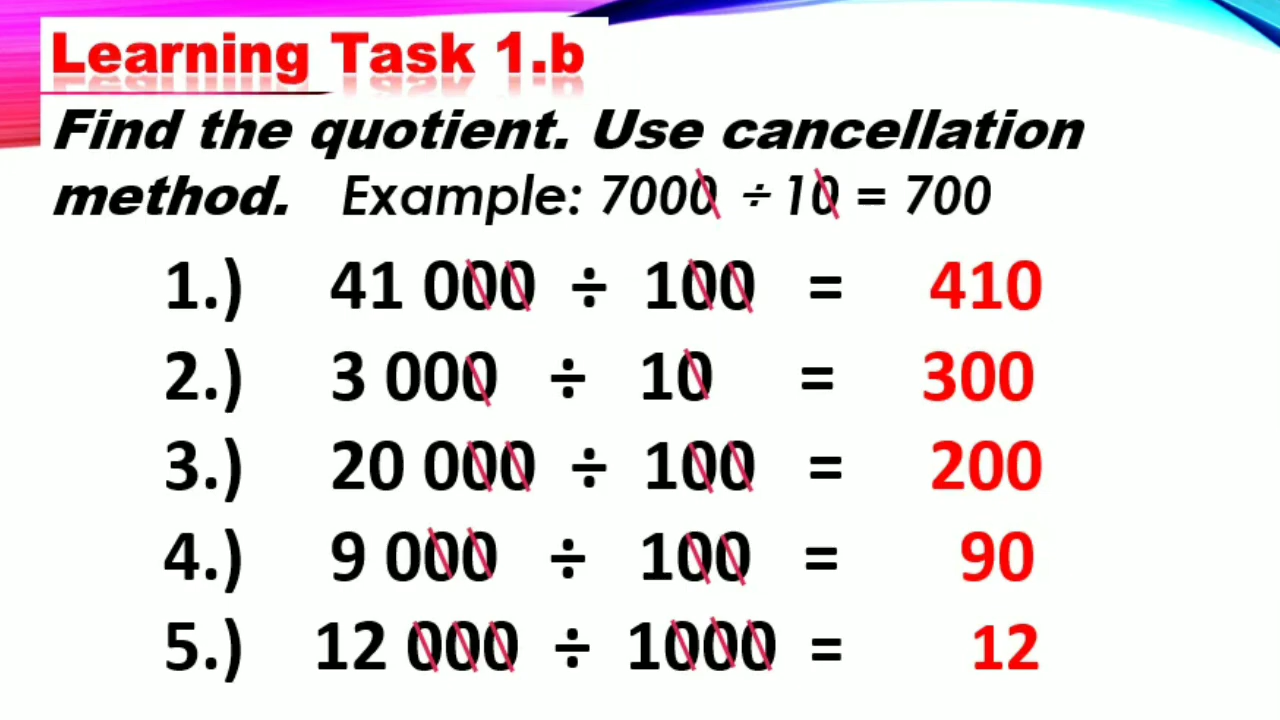 Learning Task 1.b
Find the quotient. Use cancellation
method. Example: 7000 ÷ 10 = 700
1.) 41 000 ÷ 100 = 410
2.) 3 000 ÷ 10 = 300
3.) 20 000 ÷ 100 = 200
4.) 9 000 ÷ 100 = 90
5.) 12 000 ÷ 1000 = 12